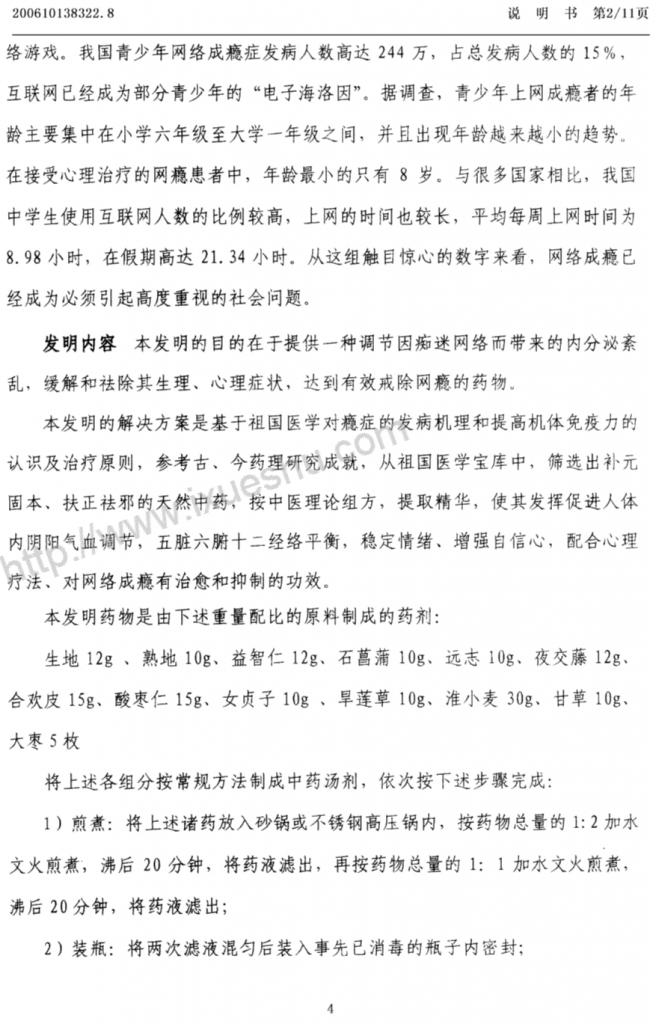 200610138322.8 说 明 书 第2/11页
络游戏。我国青少年网络成瘾症发病人数高达 244 万，占总发病人数的 15%，
互联网已经成为部分青少年的“电子海洛因”。据调查，青少年上网成瘾者的年
龄主要集中在小学六年级至大学一年级之间，并且出现年龄越来越小的趋势。
在接受心理治疗的网瘾患者中，年龄最小的只有 8 岁。与很多国家相比，我国
中学生使用互联网人数的比例较高，上网的时间也较长，平均每周上网时间为
8.98 小时，在假期高达 21.34 小时。从这组触目惊心的数字来看，网络成瘾已
经成为必须引起高度重视的社会问题。
发明内容 本发明的目的在于提供一种调节因痴迷网络而带来的内分泌紊
乱，缓解和祛除其生理、心理症状，达到有效戒除网瘾的药物。
本发明的解决方案是基于祖国医学对瘾症的发病机理和提高机体免疫力的
认识及治疗原则，参考古、今药理研究成就，从祖国医学宝库中，筛选出补元
固本、扶正祛邪的天然中药，按中医理论组方，提取精华，使其发挥促进人体
内阴阳气血调节，五脏六腑十二经络平衡，稳定情绪、增强自信心，配合心理
疗法、对网络成瘾有治愈和抑制的功效。
本发明药物是由下述重量配比的原料制成的药剂：
生地 12g 、熟地 10g、益智仁 12g、石菖蒲 10g、远志 10g、夜交藤 12g、
合欢皮 15g、酸枣仁 15g、女贞子 10g 、旱莲草 10g、淮小麦 30g、甘草 10g、
大枣 5 枚
将上述各组分按常规方法制成中药汤剂，依次按下述步骤完成：
1）煎煮：将上述诸药放入砂锅或不锈钢高压锅内，按药物总量的 1:2 加水
文火煎煮，沸后 20 分钟，将药液滤出，再按药物总量的 1： 1 加水文火煎煮，
沸后 20 分钟，将药液滤出；
2）装瓶：将两次滤液混匀后装入事先已消毒的瓶子内密封；
4
http://www.ixueshu.com